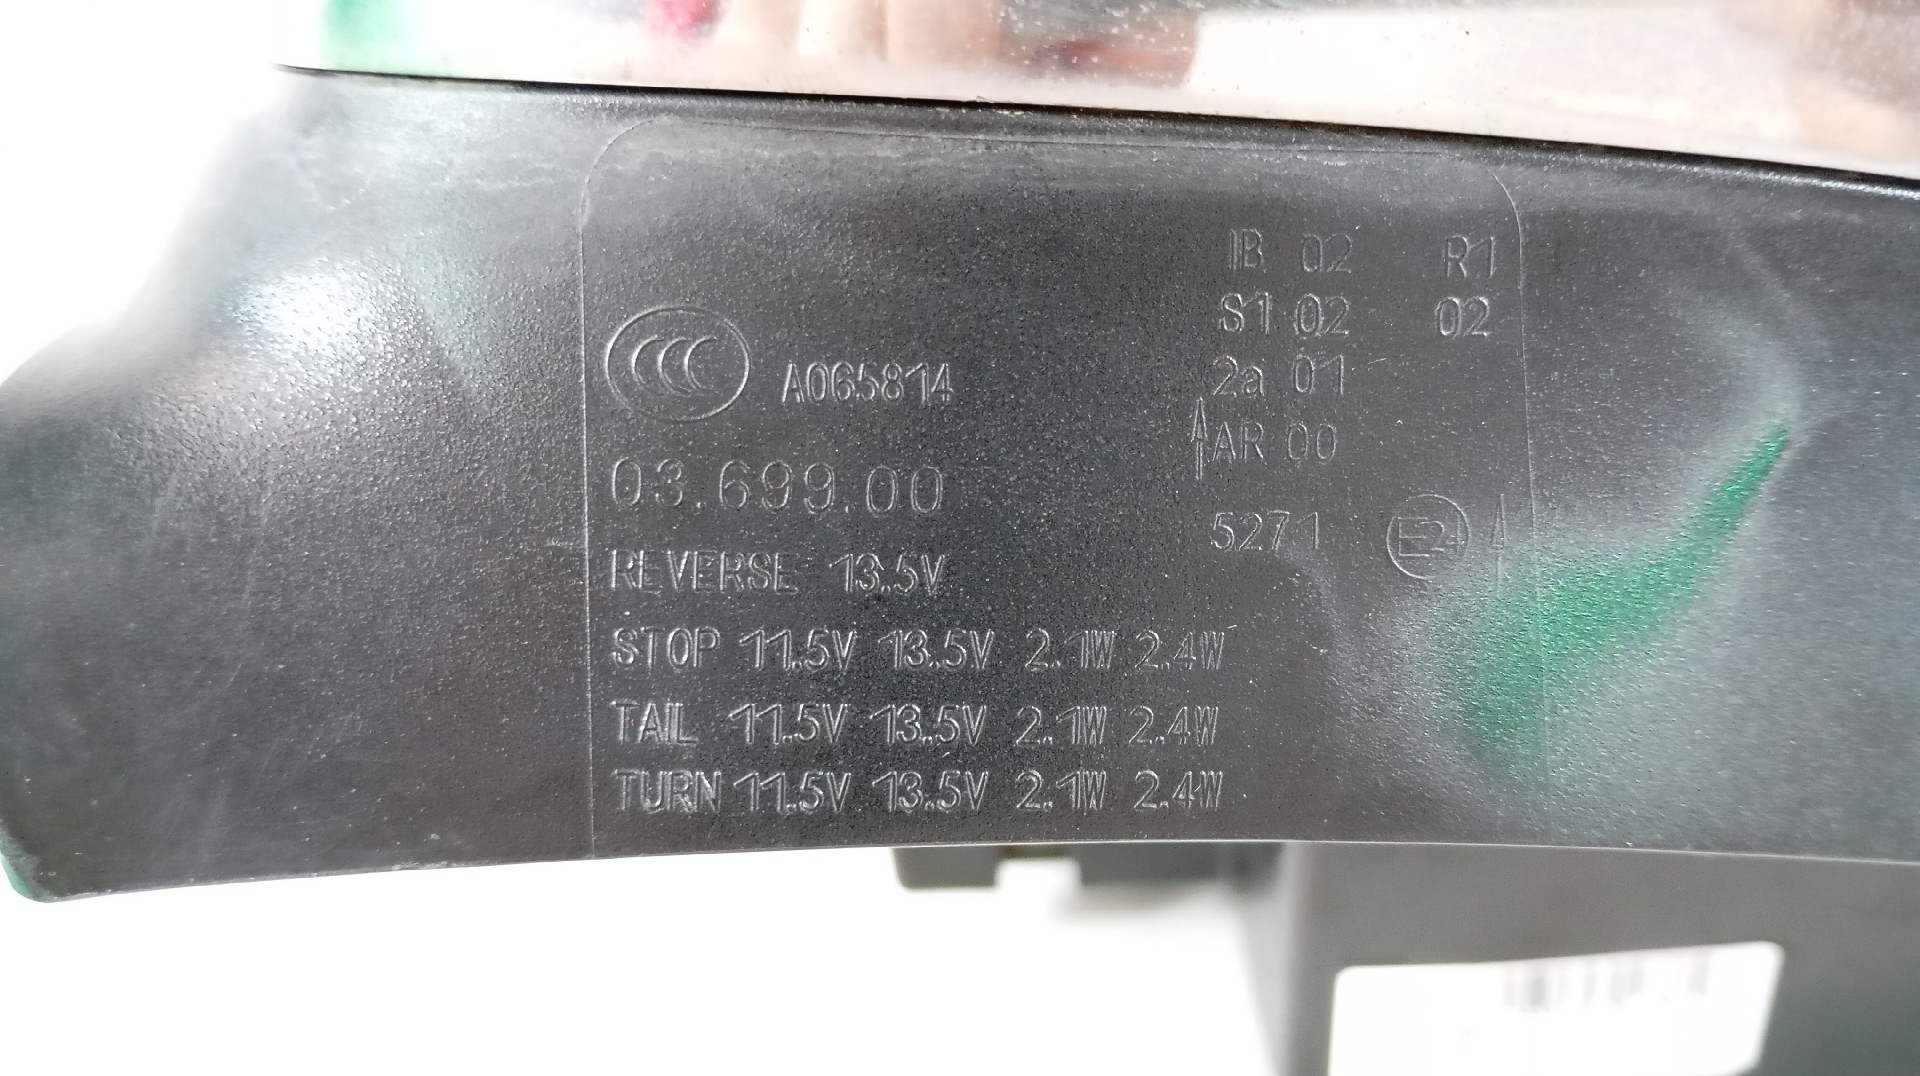 IB 02 R1
S1 02 02
CCC A065814
2a 01
AR 00
03.699.00
5271 E4
REVERSE 13.5V
STOP 11.5V 13.5V 2.1W 2.4W
TAIL 11.5V 13.5V 2.1W 2.4W
TURN 11.5V 13.5V 2.1W 2.4W